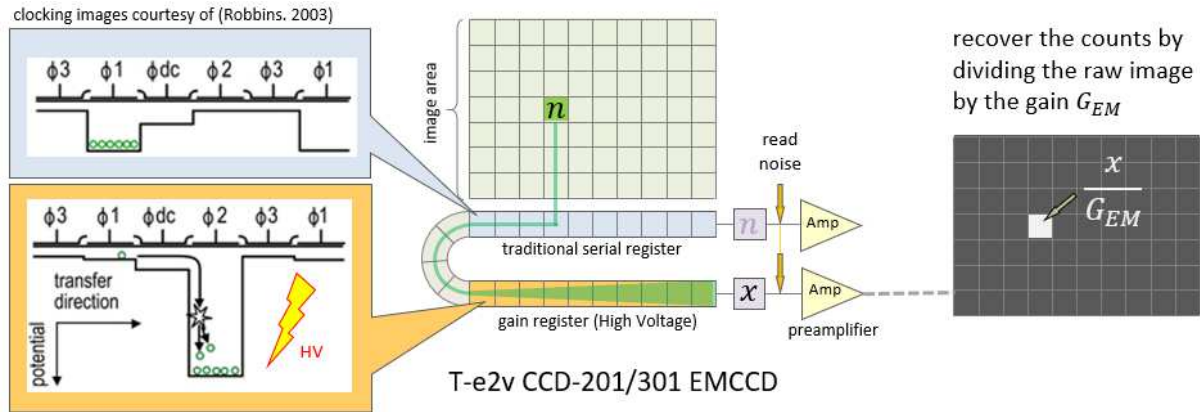 clocking images courtesy of (Robbins. 2003)
ϕ3 ϕ1 ϕdc ϕ2 ϕ3 ϕ1
ϕ3 ϕ1 ϕdc ϕ2 ϕ3 ϕ1
transfer
direction
potential
HV
image area
n
traditional serial register
gain register (High Voltage)
n
x
read
noise
Amp
Amp
preamplifier
T-e2v CCD-201/301 EMCCD
recover the counts by
dividing the raw image
by the gain G_EM
x
G_EM